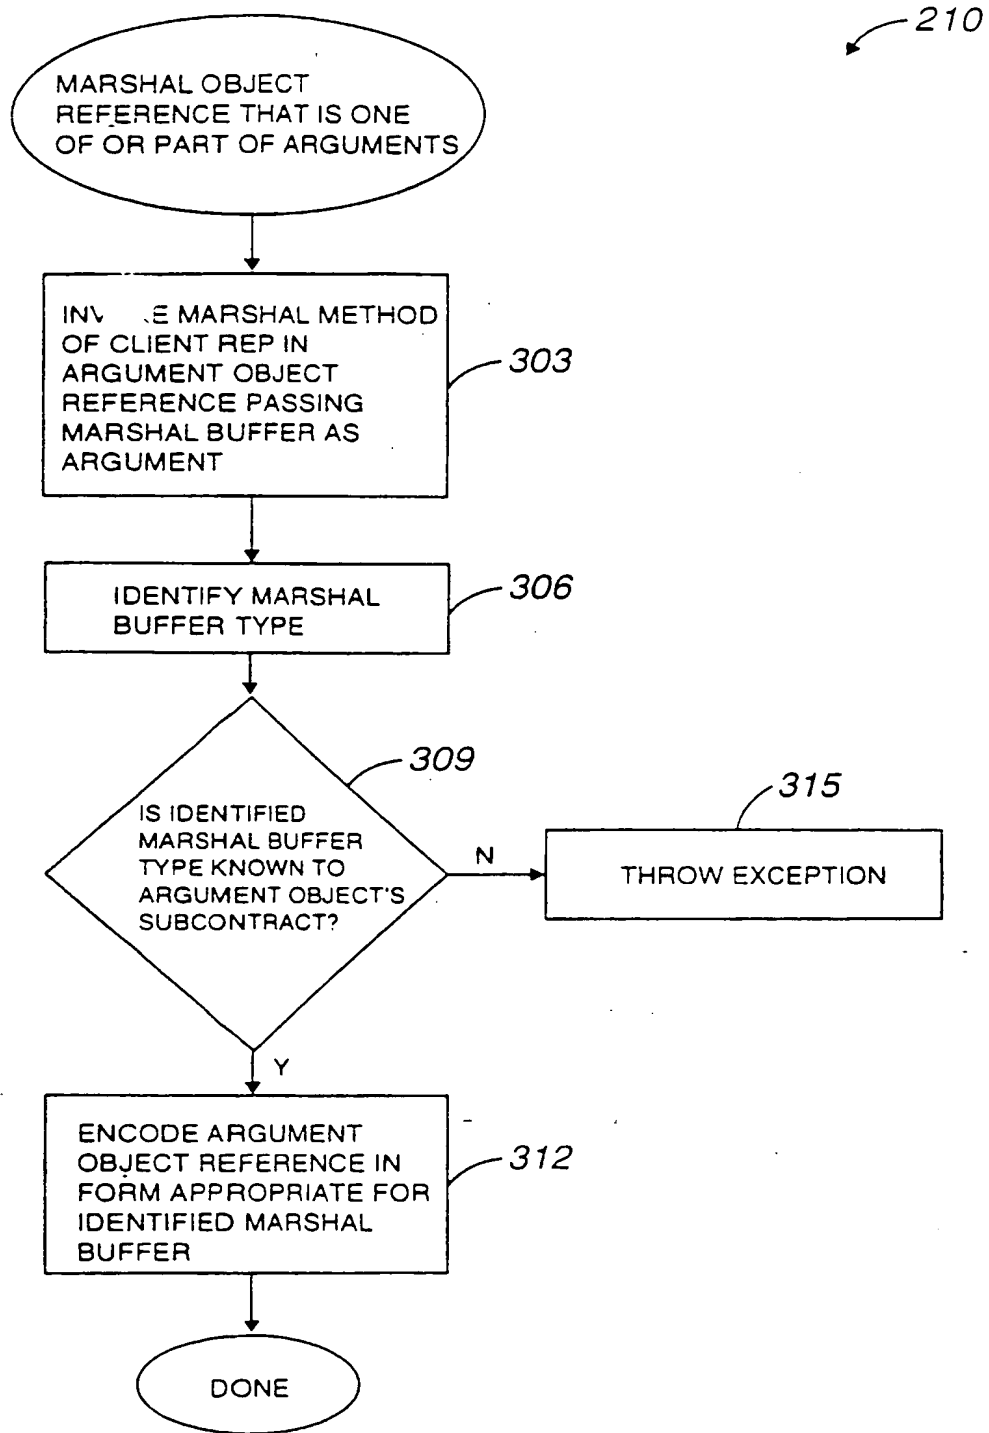 210
MARSHAL OBJECT
REFERENCE THAT IS ONE
OF OR PART OF ARGUMENTS
MARSHAL METHOD
OF CLIENT REP IN
ARGUMENT OBJECT
REFERENCE PASSING
MARSHAL BUFFER AS
ARGUMENT
303
IDENTIFY MARSHAL
BUFFER TYPE
306
309
IS IDENTIFIED
MARSHAL BUFFER
TYPE KNOWN TO
ARGUMENT OBJECT'S
SUBCONTRACT?
N
315
THROW EXCEPTION
Y
ENCODE ARGUMENT
OBJECT REFERENCE IN
FORM APPROPRIATE FOR
IDENTIFIED MARSHAL
BUFFER
312
DONE